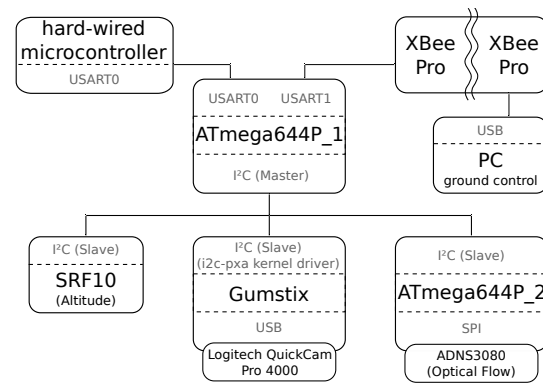 hard-wired
microcontroller
USART0
XBee
Pro
XBee
Pro
USART0 USART1
ATmega644P_1
I²C (Master)
USB
PC
ground control
I²C (Slave)
SRF10
(Altitude)
I²C (Slave)
(i2c-pxa kernel driver)
Gumstix
USB
Logitech QuickCam
Pro 4000
I²C (Slave)
ATmega644P_2
SPI
ADNS3080
(Optical Flow)